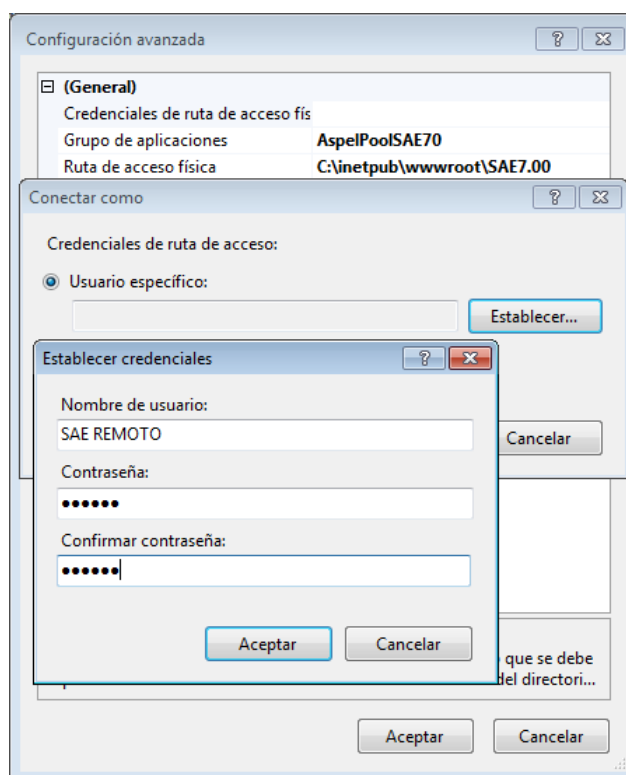 Configuración avanzada
(General)
Credenciales de ruta de acceso fís
Grupo de aplicaciones AspelPoolSAE70
Ruta de acceso física C:\inetpub\wwwroot\SAE7.00
Conectar como
Credenciales de ruta de acceso:
Usuario específico:
Establecer...
Establecer credenciales
Nombre de usuario:
SAE REMOTO
Cancelar
Contraseña:
••••••
Confirmar contraseña:
••••••
Aceptar Cancelar
que se debe
del directori...
Aceptar Cancelar